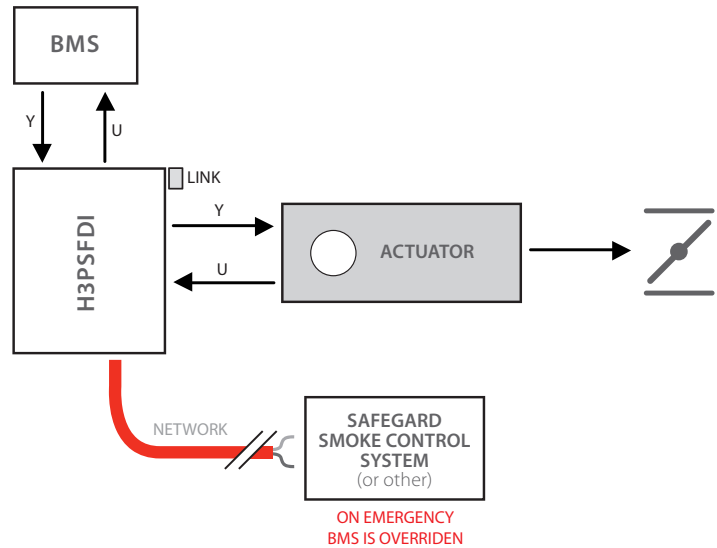 BMS
Y
U
LINK
H3PSFDI
Y
ACTUATOR
U
NETWORK
SAFEGARD
SMOKE CONTROL
SYSTEM
(or other)
ON EMERGENCY
BMS IS OVERRIDEN